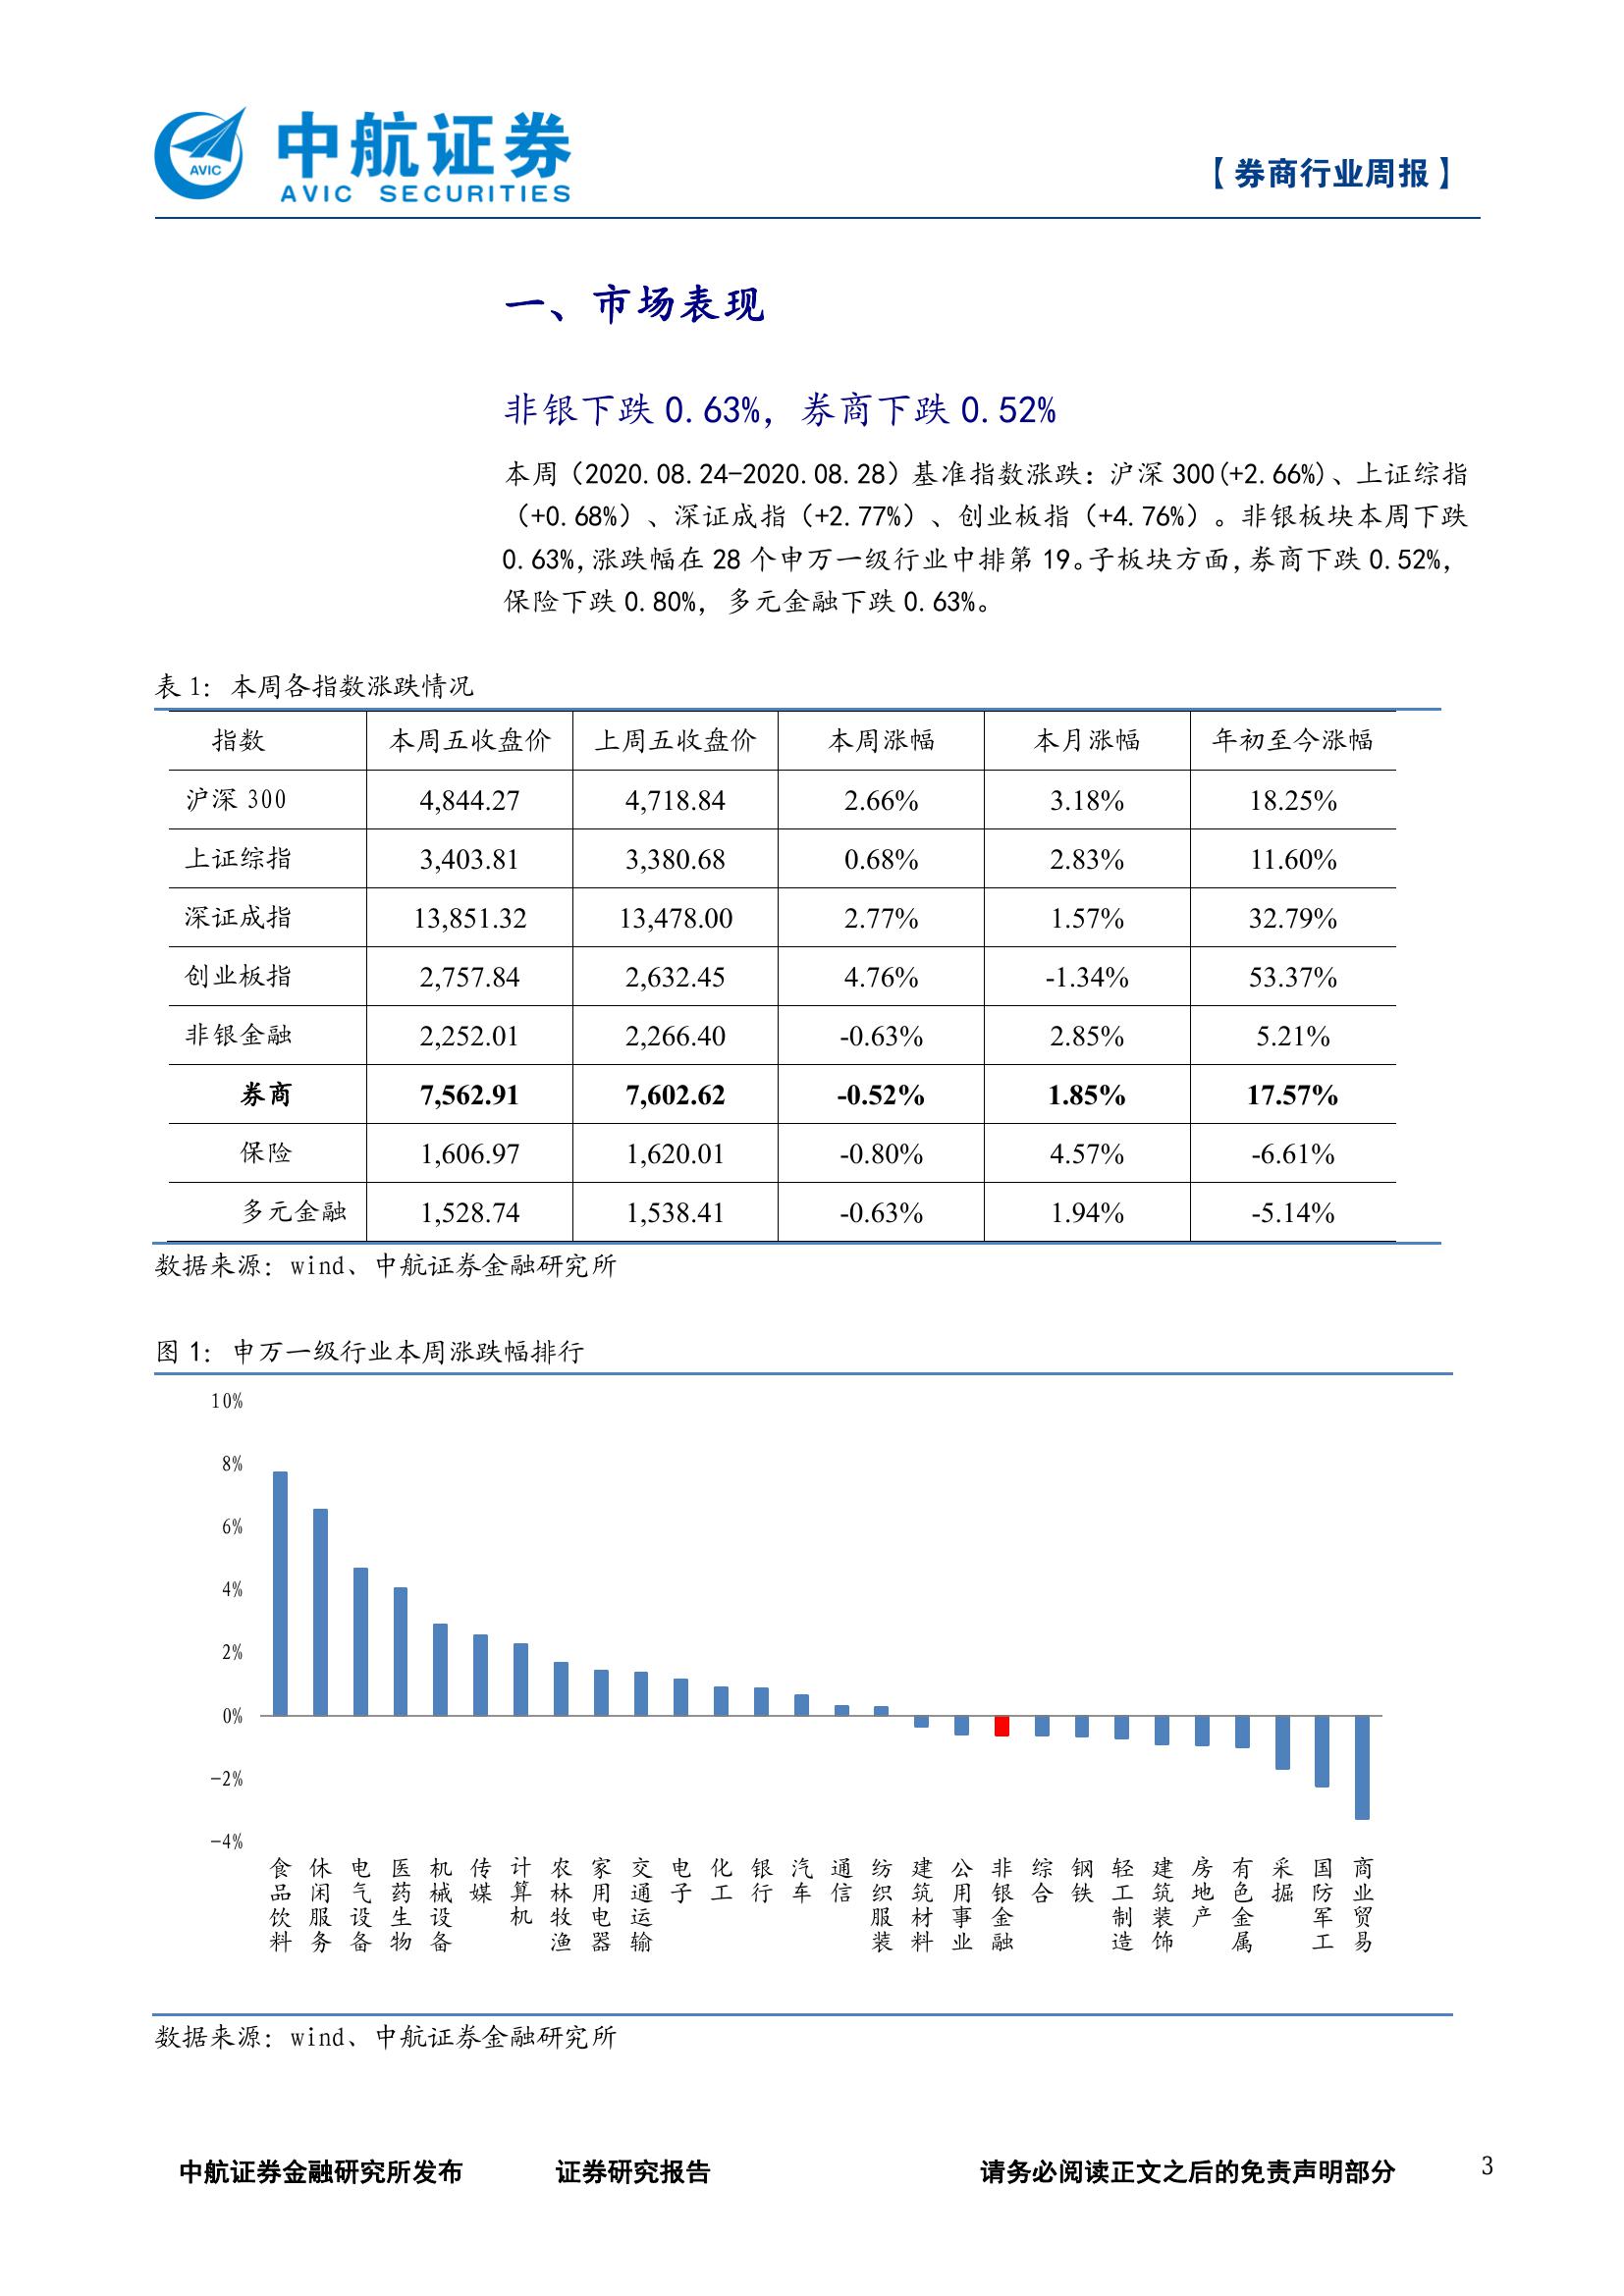 AVIC
中航证券
AVIC SECURITIES
【券商行业周报】
一、市场表现
非银下跌 0.63%，券商下跌 0.52%
本周（2020.08.24-2020.08.28）基准指数涨跌：沪深 300(+2.66%)、上证综指
（+0.68%）、深证成指（+2.77%）、创业板指（+4.76%）。非银板块本周下跌
0.63%，涨跌幅在 28 个申万一级行业中排第 19。子板块方面，券商下跌 0.52%，
保险下跌 0.80%，多元金融下跌 0.63%。
表 1：本周各指数涨跌情况
指数 本周五收盘价 上周五收盘价 本周涨幅 本月涨幅 年初至今涨幅
沪深 300 4,844.27 4,718.84 2.66% 3.18% 18.25%
上证综指 3,403.81 3,380.68 0.68% 2.83% 11.60%
深证成指 13,851.32 13,478.00 2.77% 1.57% 32.79%
创业板指 2,757.84 2,632.45 4.76% -1.34% 53.37%
非银金融 2,252.01 2,266.40 -0.63% 2.85% 5.21%
券商 7,562.91 7,602.62 -0.52% 1.85% 17.57%
保险 1,606.97 1,620.01 -0.80% 4.57% -6.61%
多元金融 1,528.74 1,538.41 -0.63% 1.94% -5.14%
数据来源：wind、中航证券金融研究所
图 1：申万一级行业本周涨跌幅排行
10%
8%
6%
4%
2%
0%
-2%
-4%
食品饮料
休闲服务
电气设备
医药生物
机械设备
传媒
计算机
农林牧渔
家用电器
交通运输
电子
化工
银行
汽车
通信
纺织服装
建筑材料
公用事业
非银金融
综合
钢铁
轻工制造
建筑装饰
房地产
有色金属
采掘
国防军工
商业贸易
数据来源：wind、中航证券金融研究所
中航证券金融研究所发布 证券研究报告 请务必阅读正文之后的免责声明部分 3